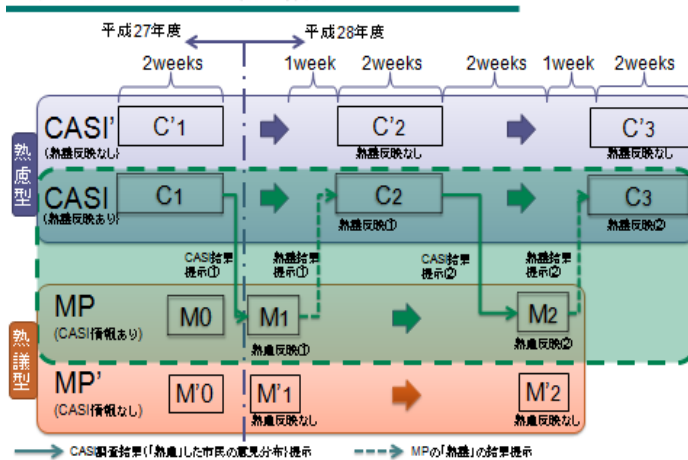 平成27年度
平成28年度
2weeks
1week
2weeks
2weeks
1week
2weeks
熟慮型
CASI'
(熟議反映なし)
C'1
C'2
熟議反映なし
C'3
熟議反映なし
CASI
(熟議反映あり)
C1
C2
熟議反映①
C3
熟議反映②
CASI結果
提示①
熟議結果
提示①
CASI結果
提示②
熟議結果
提示②
熟議型
MP
(CASI情報あり)
M0
M1
熟慮反映①
M2
熟慮反映②
MP'
(CASI情報なし)
M'0
M'1
熟慮反映なし
M'2
熟慮反映なし
CASI調査結果(「熟慮」した市民の意見分布)提示
MPの「熟議」の結果提示